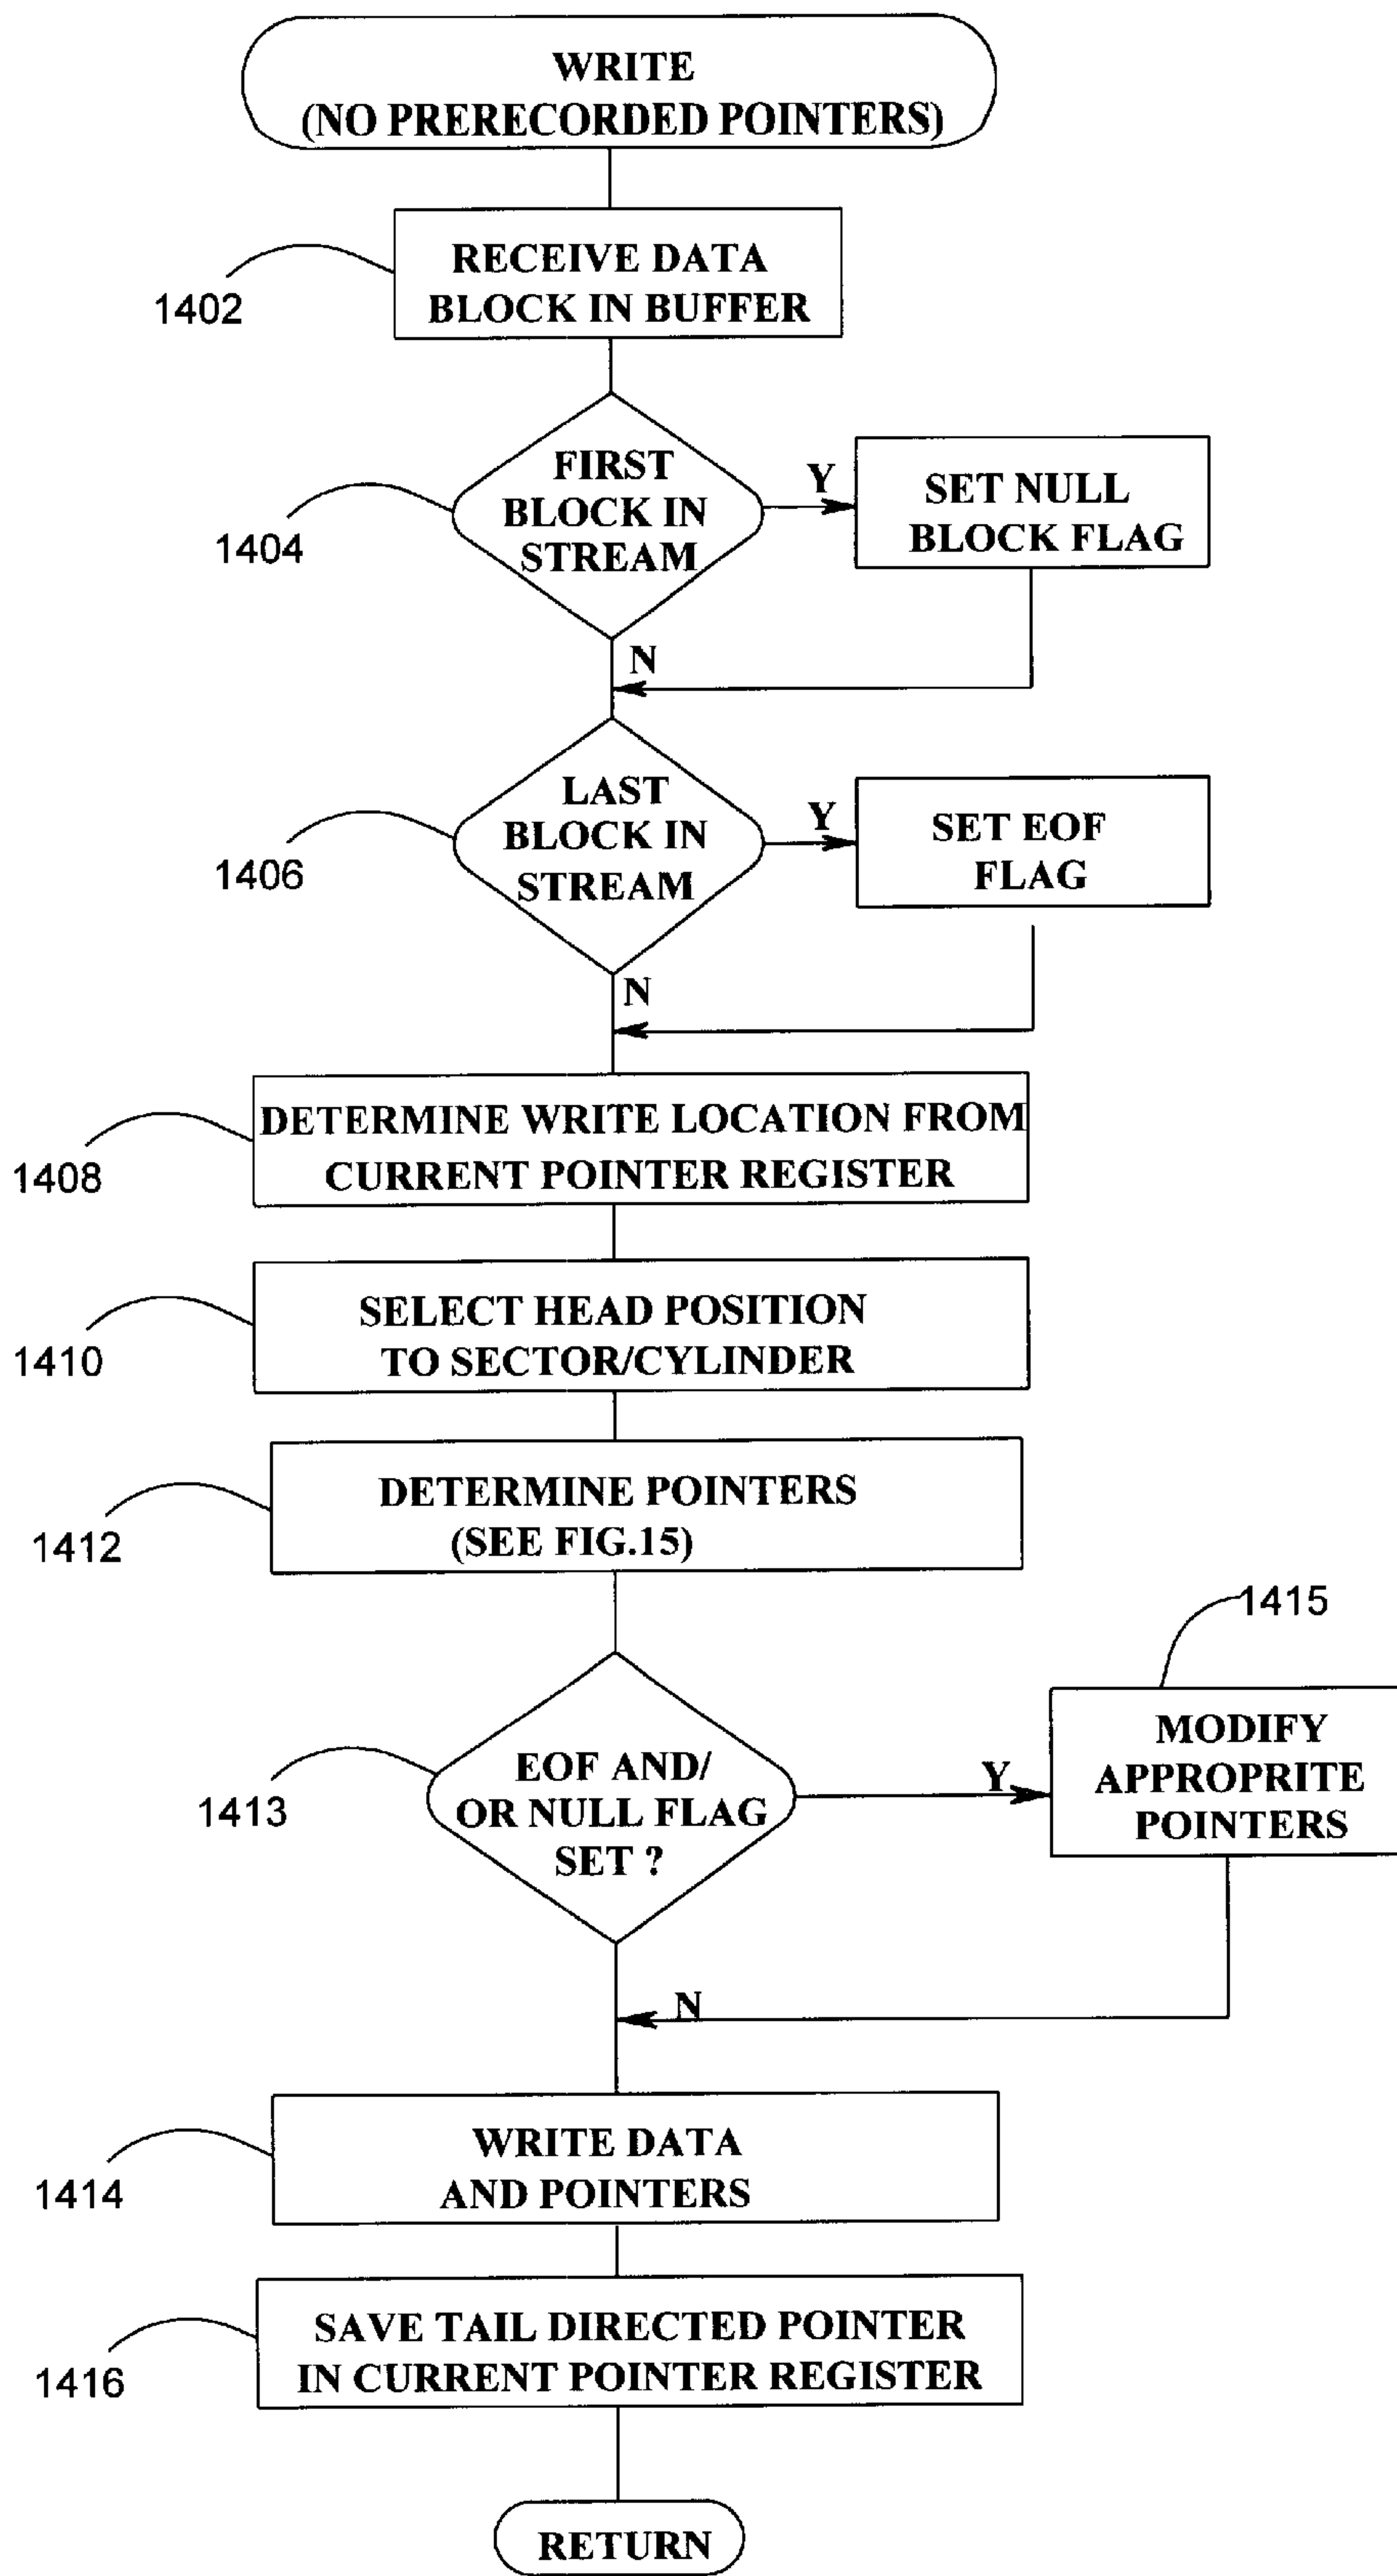 WRITE
(NO PRERECORDED POINTERS)
RECEIVE DATA
BLOCK IN BUFFER
1402
FIRST
BLOCK IN
STREAM
Y
SET NULL
BLOCK FLAG
1404
N
LAST
BLOCK IN
STREAM
Y
SET EOF
FLAG
1406
N
DETERMINE WRITE LOCATION FROM
CURRENT POINTER REGISTER
1408
SELECT HEAD POSITION
TO SECTOR/CYLINDER
1410
DETERMINE POINTERS
(SEE FIG.15)
1412
1415
EOF AND/
OR NULL FLAG
SET ?
1413
Y
MODIFY
APPROPRITE
POINTERS
N
WRITE DATA
AND POINTERS
1414
SAVE TAIL DIRECTED POINTER
IN CURRENT POINTER REGISTER
1416
RETURN